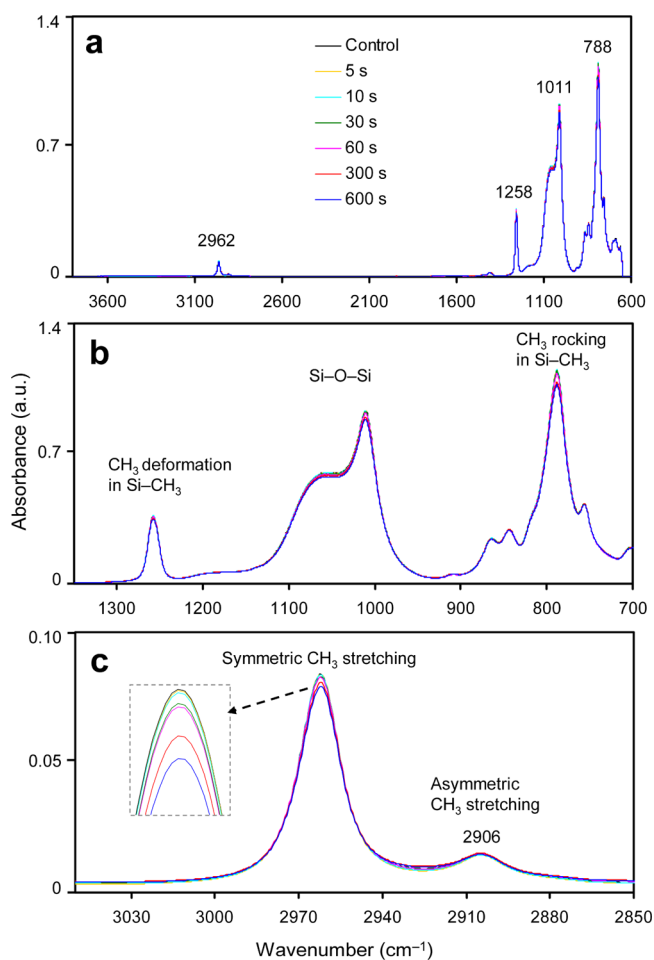 1.4
a
Control
5 s
10 s
30 s
60 s
300 s
600 s
788
1011
0.7
1258
2962
0
3600
3100
2600
2100
1600
1100
600
1.4
b
CH3 rocking
in Si–CH3
Si–O–Si
0.7
CH3 deformation
in Si–CH3
0
1300
1200
1100
1000
900
800
700
Absorbance (a.u.)
0.10
c
Symmetric CH3 stretching
0.05
Asymmetric
CH3 stretching
2906
0
3030
3000
2970
2940
2910
2880
2850
Wavenumber (cm–1)